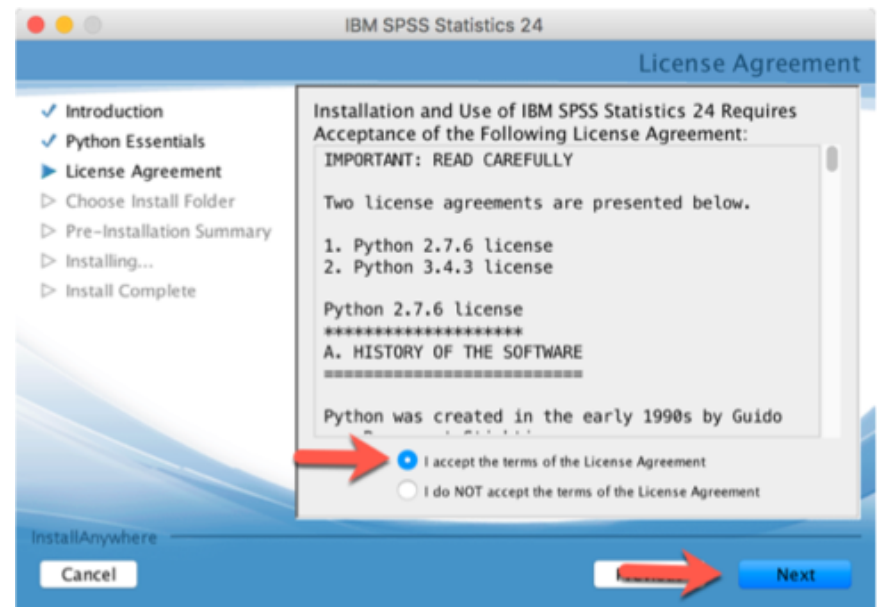 IBM SPSS Statistics 24
License Agreement
Introduction
Python Essentials
License Agreement
Choose Install Folder
Pre-Installation Summary
Installing...
Install Complete
Installation and Use of IBM SPSS Statistics 24 Requires
Acceptance of the Following License Agreement:
IMPORTANT: READ CAREFULLY
Two license agreements are presented below.
1. Python 2.7.6 license
2. Python 3.4.3 license
Python 2.7.6 license
*********************
A. HISTORY OF THE SOFTWARE
==========================
Python was created in the early 1990s by Guido
I accept the terms of the License Agreement
I do NOT accept the terms of the License Agreement
InstallAnywhere
Cancel
Next